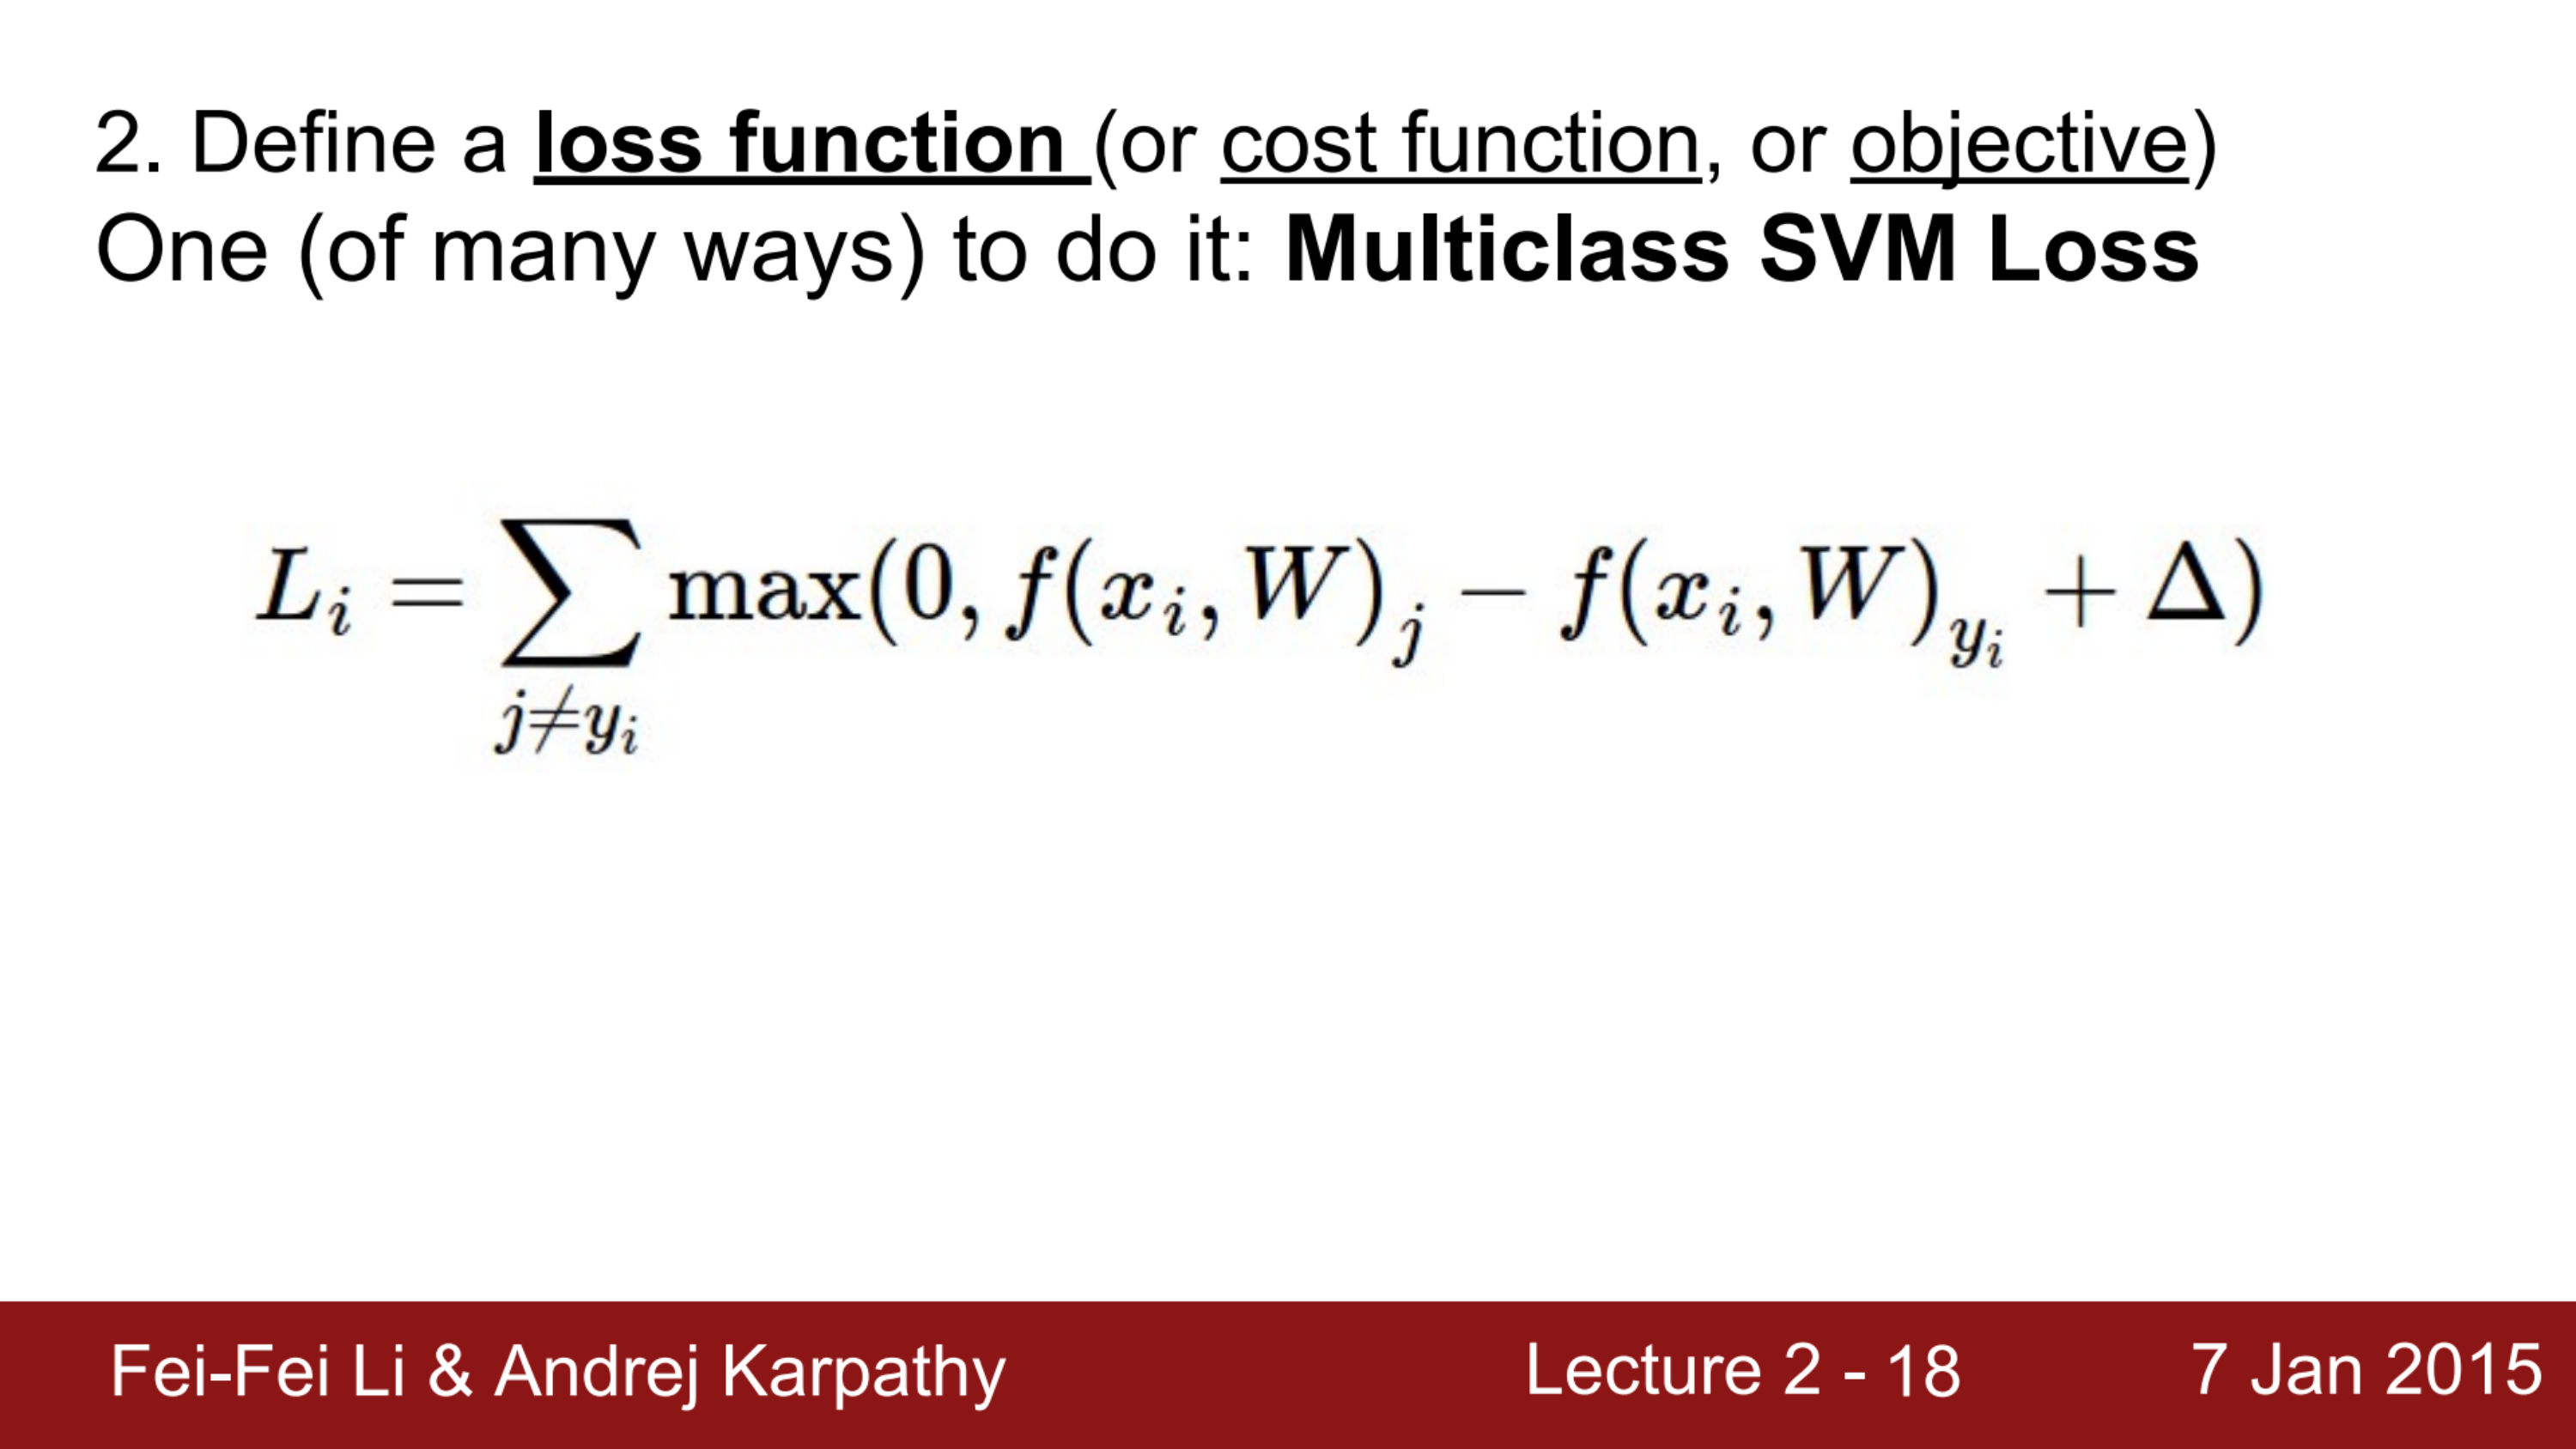 2. Define a loss function (or cost function, or objective)
One (of many ways) to do it: Multiclass SVM Loss
L_i = \sum_{j \neq y_i} \max(0, f(x_i, W)_j - f(x_i, W)_{y_i} + \Delta)
Fei-Fei Li & Andrej Karpathy Lecture 2 - 18 7 Jan 2015